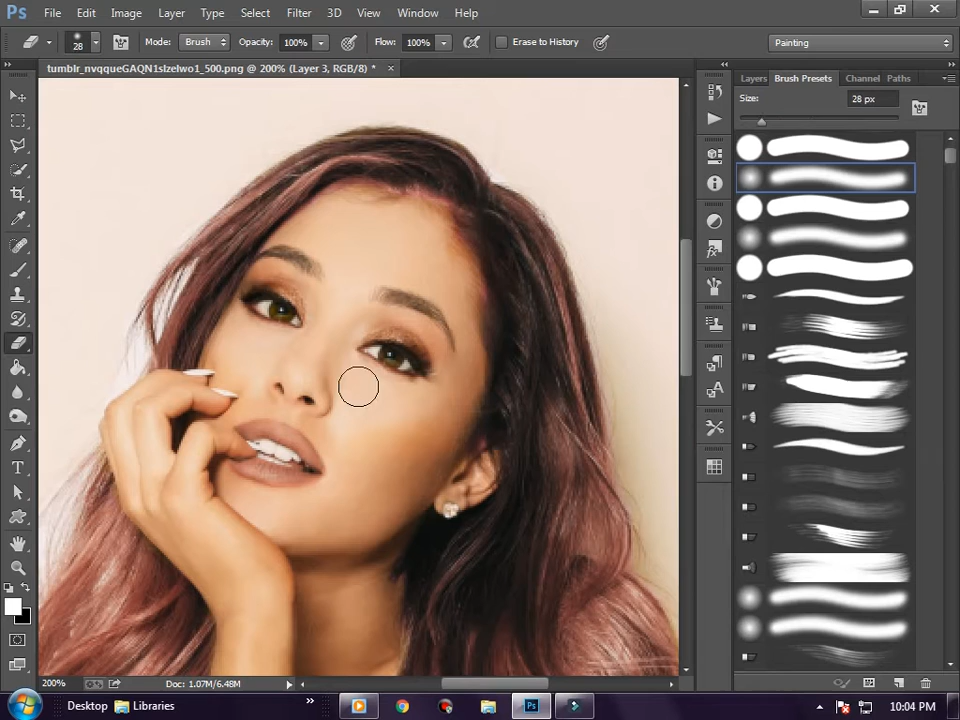 Ps File Edit Image Layer Type Select Filter 3D View Window Help
28 Mode: Brush Opacity: 100% Flow: 100% Erase to History Painting
tumblr_nvqqueGAQN1slzelwo1_500.png @ 200% (Layer 3, RGB/8) *
Layers Brush Presets Channel Paths
Size: 28 px
200% Doc: 1.07M/6.48M
Desktop Libraries Ps 10:04 PM